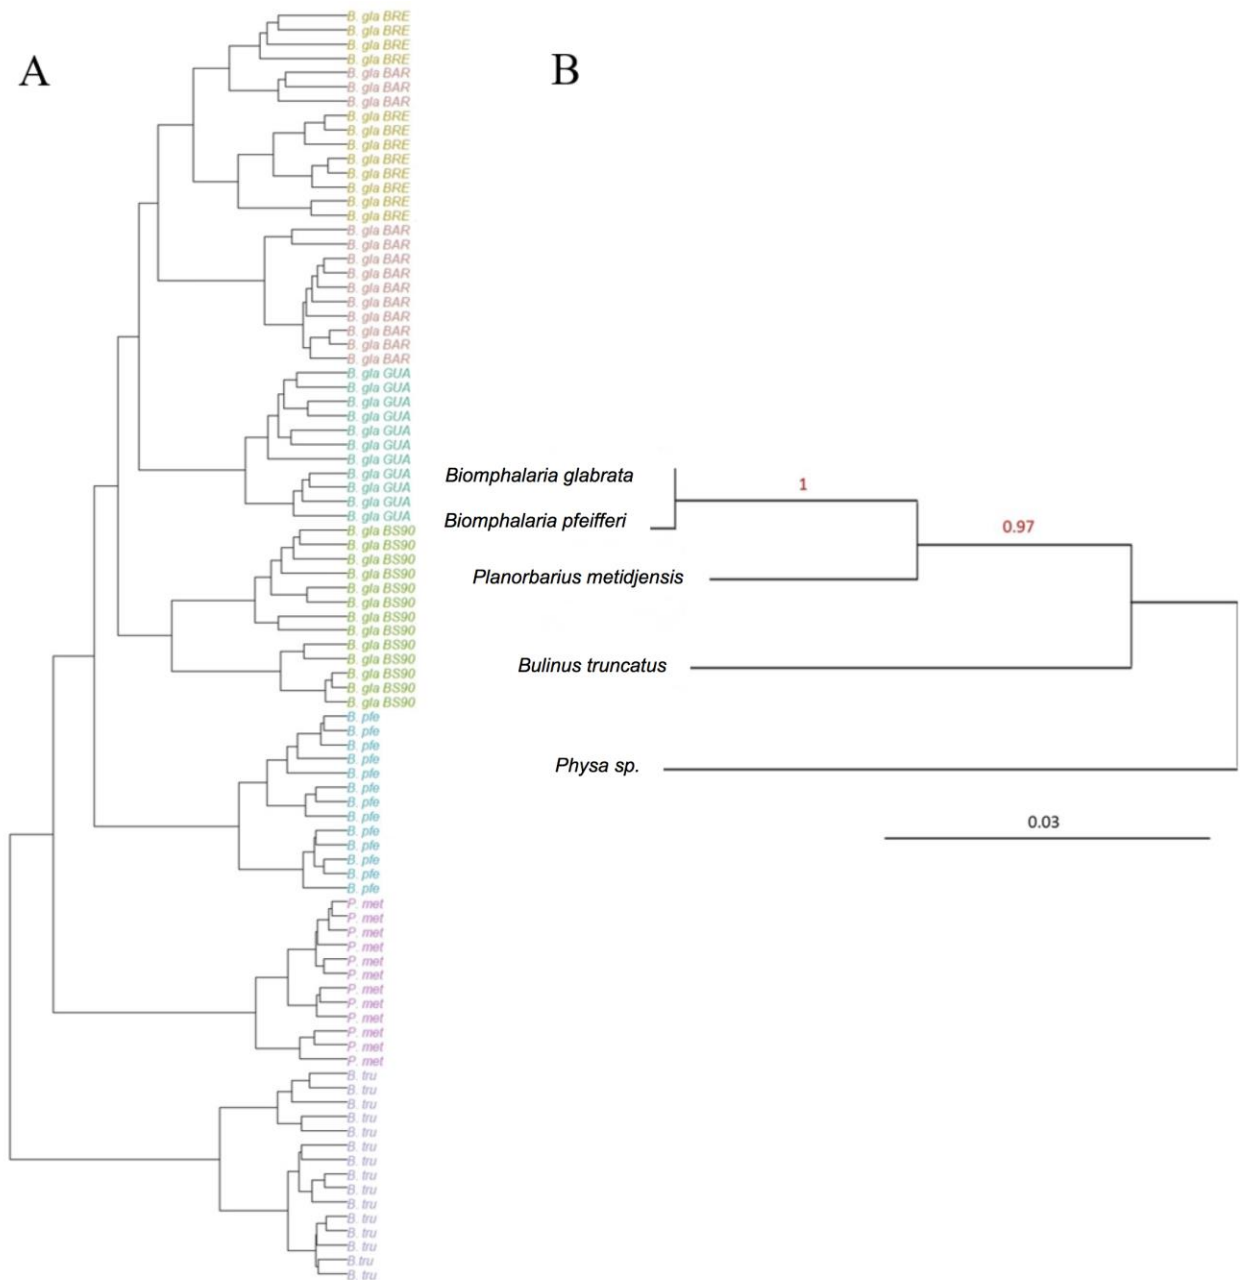 A
B. gla BRE
B. gla BRE
B. gla BRE
B. gla BRE
B. gla BAR
B. gla BAR
B. gla BAR
B. gla BRE
B. gla BRE
B. gla BRE
B. gla BRE
B. gla BRE
B. gla BRE
B. gla BRE
B. gla BRE
B. gla BAR
B. gla BAR
B. gla BAR
B. gla BAR
B. gla BAR
B. gla BAR
B. gla BAR
B. gla BAR
B. gla BAR
B. gla BAR
B. gla GUA
B. gla GUA
B. gla GUA
B. gla GUA
B. gla GUA
B. gla GUA
B. gla GUA
B. gla GUA
B. gla GUA
B. gla GUA
B. gla GUA
B. gla BS90
B. gla BS90
B. gla BS90
B. gla BS90
B. gla BS90
B. gla BS90
B. gla BS90
B. gla BS90
B. gla BS90
B. gla BS90
B. gla BS90
B. gla BS90
B. gla BS90
B. pfe
B. pfe
B. pfe
B. pfe
B. pfe
B. pfe
B. pfe
B. pfe
B. pfe
B. pfe
B. pfe
B. pfe
B. pfe
P. met
P. met
P. met
P. met
P. met
P. met
P. met
P. met
P. met
P. met
P. met
P. met
B. tru
B. tru
B. tru
B. tru
B. tru
B. tru
B. tru
B. tru
B. tru
B. tru
B. tru
B. tru
B. tru
B.tru
B. tru
B
Biomphalaria glabrata
1
Biomphalaria pfeifferi
0.97
Planorbarius metidjensis
Bulinus truncatus
Physa sp.
0.03